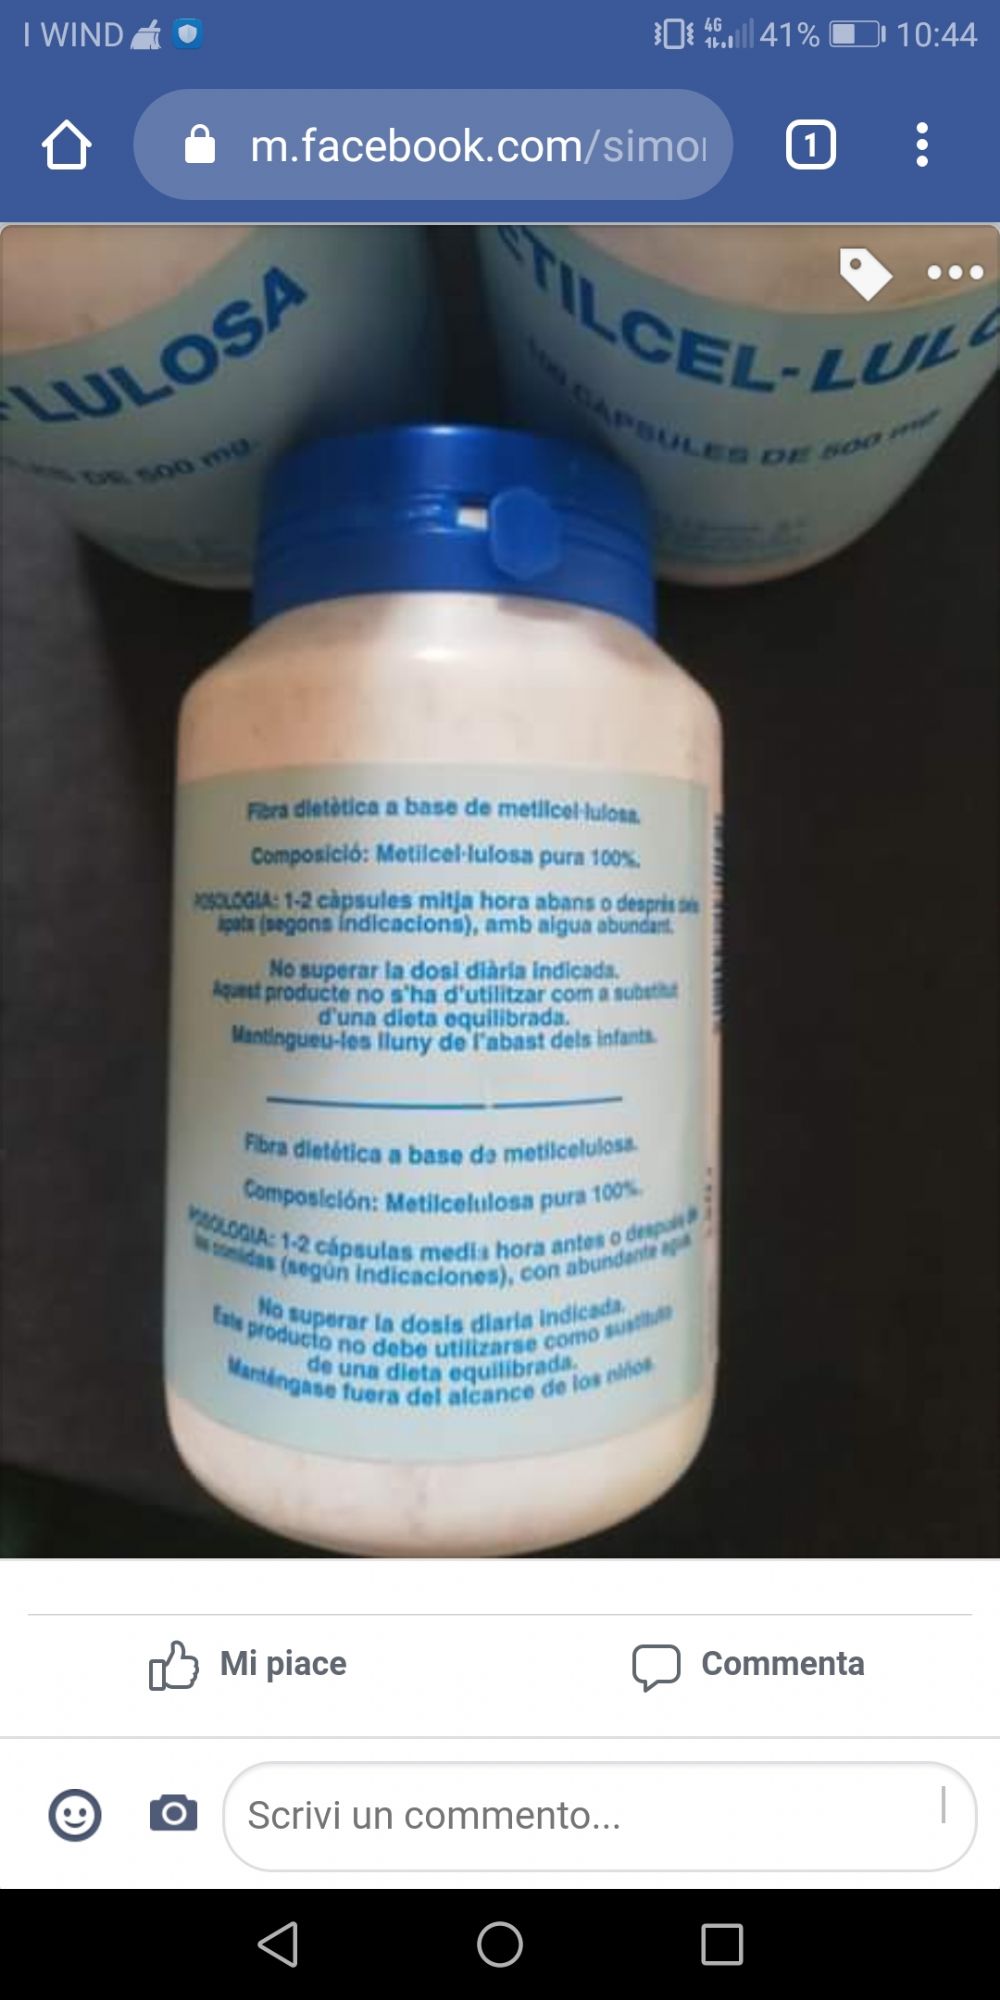 I WIND 4G 41% 10:44
m.facebook.com/simo
1
LULOSA
DE 500 mg.
TILCEL-LUL
100 CÀPSULES DE 500 mg
Fibra dietètica a base de metilcel·lulosa.
Composició: Metilcel·lulosa pura 100%.
POSOLOGIA: 1-2 càpsules mitja hora abans o després dels
àpats (segons indicacions), amb aigua abundant.
No superar la dosi diària indicada.
Aquest producte no s'ha d'utilitzar com a substitut
d'una dieta equilibrada.
Mantingueu-les lluny de l'abast dels infants.
Fibra dietética a base de metilcelulosa.
Composición: Metilcelulosa pura 100%.
POSOLOGIA: 1-2 cápsulas media hora antes o después de
las comidas (según indicaciones), con abundante agua
No superar la dosis diaria indicada.
Este producto no debe utilizarse como sustituto
de una dieta equilibrada.
Manténgase fuera del alcance de los niños.
Mi piace
Commenta
Scrivi un commento...